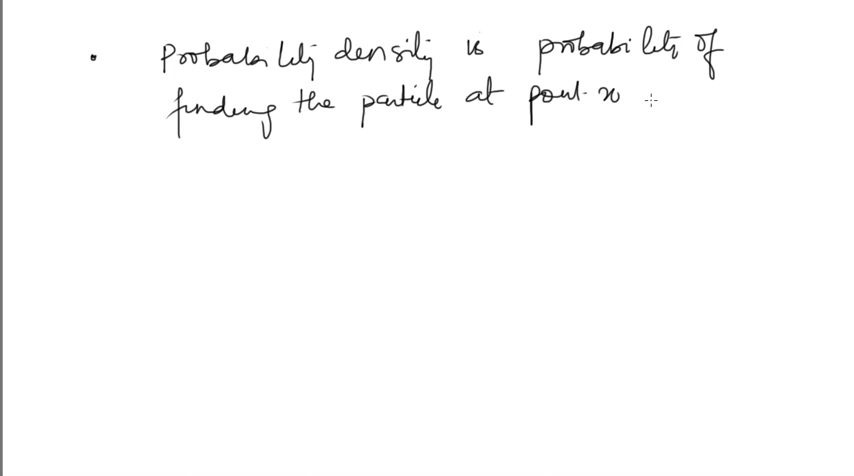 . Probability density is probability of
finding the particle at point x